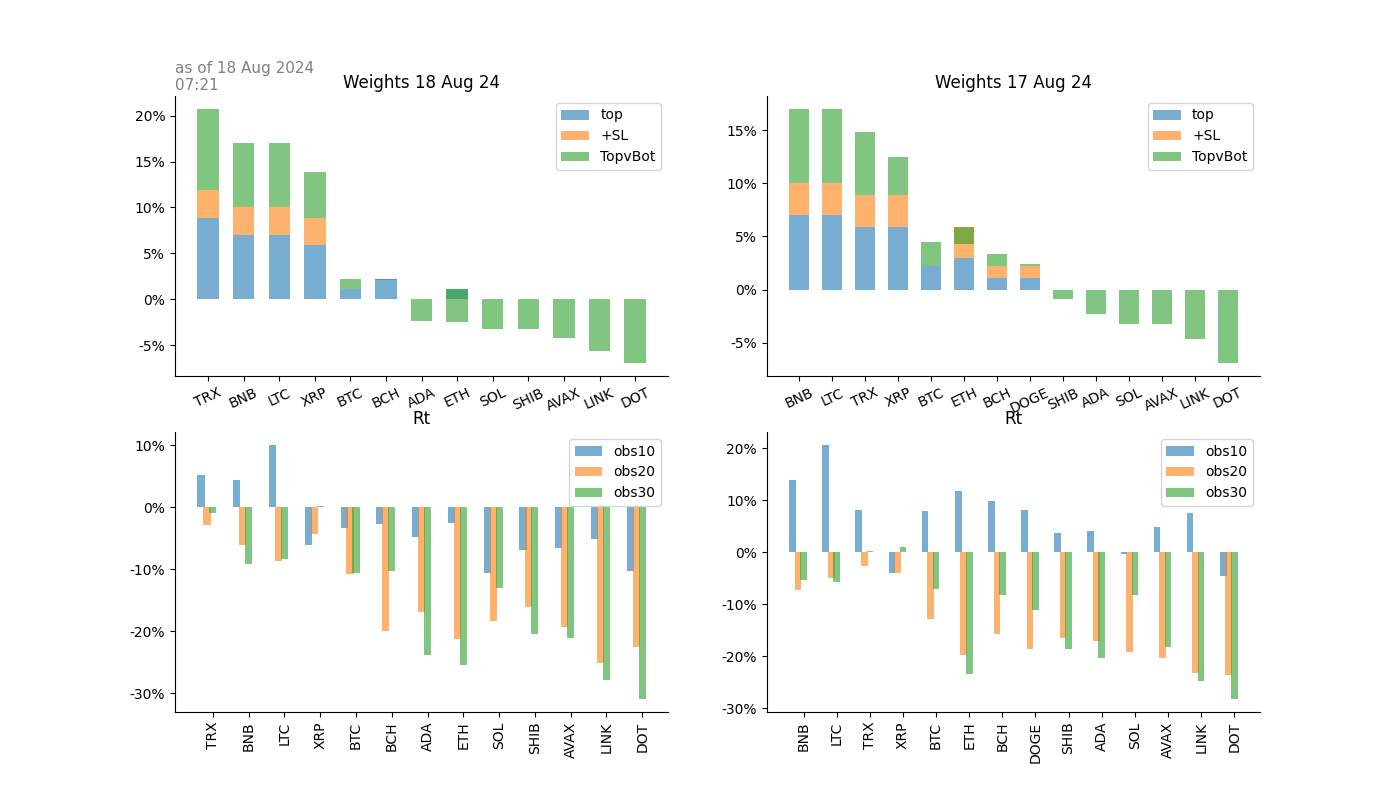 as of 18 Aug 2024
07:21
Weights 18 Aug 24
20%
15%
10%
5%
0%
-5%
top
+SL
TopvBot
TRX BNB LTC XRP BTC BCH ADA ETH SOL SHIB AVAX LINK DOT
Weights 17 Aug 24
15%
10%
5%
0%
-5%
top
+SL
TopvBot
BNB LTC TRX XRP BTC ETH BCH DOGE SHIB ADA SOL AVAX LINK DOT
Rt
10%
0%
-10%
-20%
-30%
obs10
obs20
obs30
TRX BNB LTC XRP BTC BCH ADA ETH SOL SHIB AVAX LINK DOT
Rt
20%
10%
0%
-10%
-20%
-30%
obs10
obs20
obs30
BNB LTC TRX XRP BTC ETH BCH DOGE SHIB ADA SOL AVAX LINK DOT